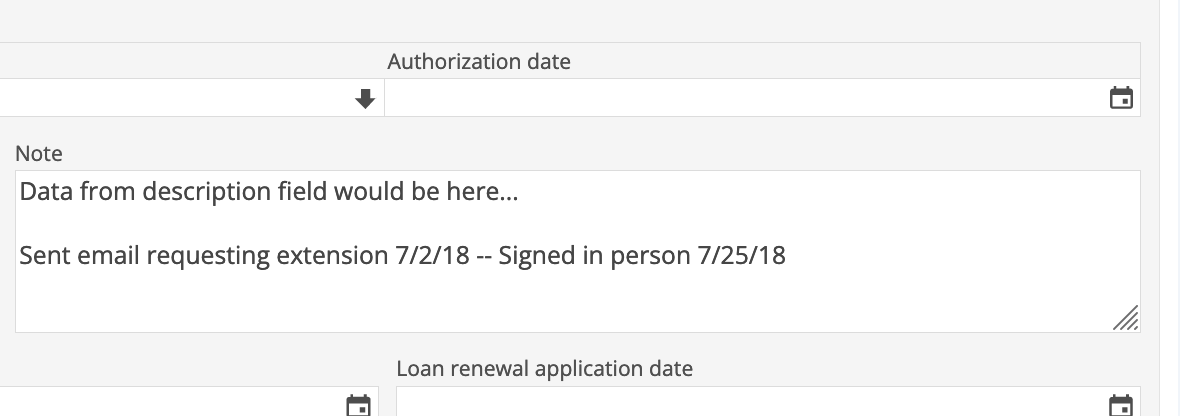 Authorization date
Note
Data from description field would be here...
Sent email requesting extension 7/2/18 -- Signed in person 7/25/18
Loan renewal application date